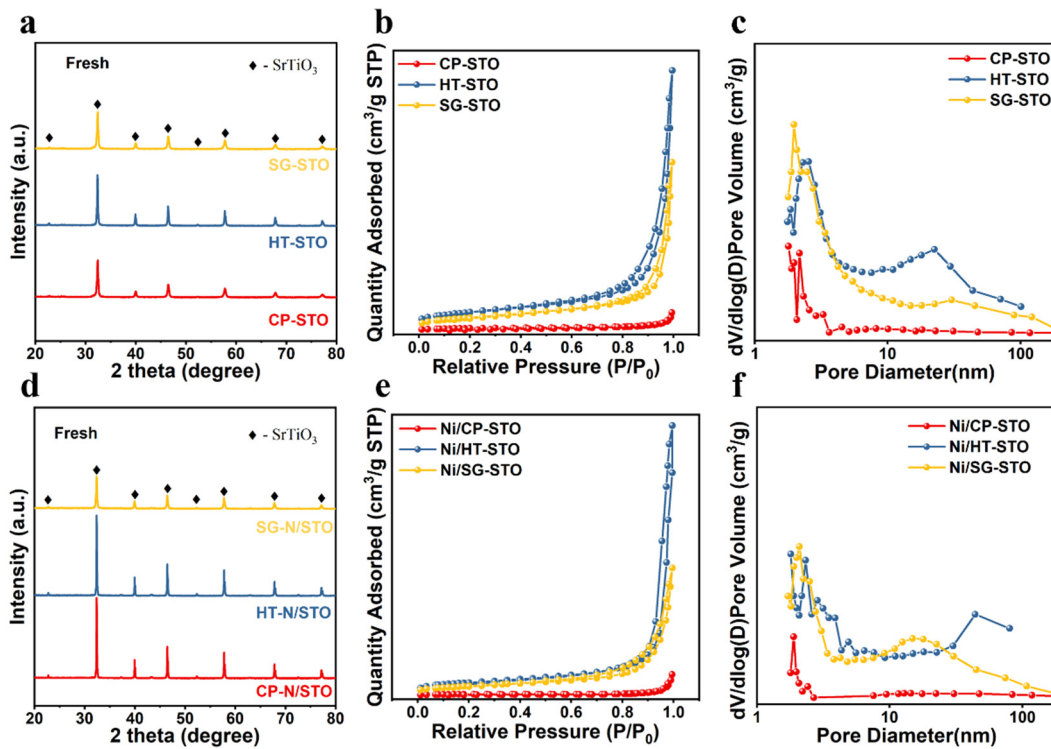 a
Fresh
♦ - SrTiO₃
SG-STO
HT-STO
CP-STO
Intensity (a.u.)
20 30 40 50 60 70 80
2 theta (degree)
b
CP-STO
HT-STO
SG-STO
Quantity Adsorbed (cm³/g STP)
0.0 0.2 0.4 0.6 0.8 1.0
Relative Pressure (P/P₀)
c
CP-STO
HT-STO
SG-STO
dV/dlog(D)Pore Volume (cm³/g)
1 10 100
Pore Diameter(nm)
d
Fresh
♦ - SrTiO₃
SG-N/STO
HT-N/STO
CP-N/STO
Intensity (a.u.)
20 30 40 50 60 70 80
2 theta (degree)
e
Ni/CP-STO
Ni/HT-STO
Ni/SG-STO
Quantity Adsorbed (cm³/g STP)
0.0 0.2 0.4 0.6 0.8 1.0
Relative Pressure (P/P₀)
f
Ni/CP-STO
Ni/HT-STO
Ni/SG-STO
dV/dlog(D)Pore Volume (cm³/g)
1 10 100
Pore Diameter(nm)